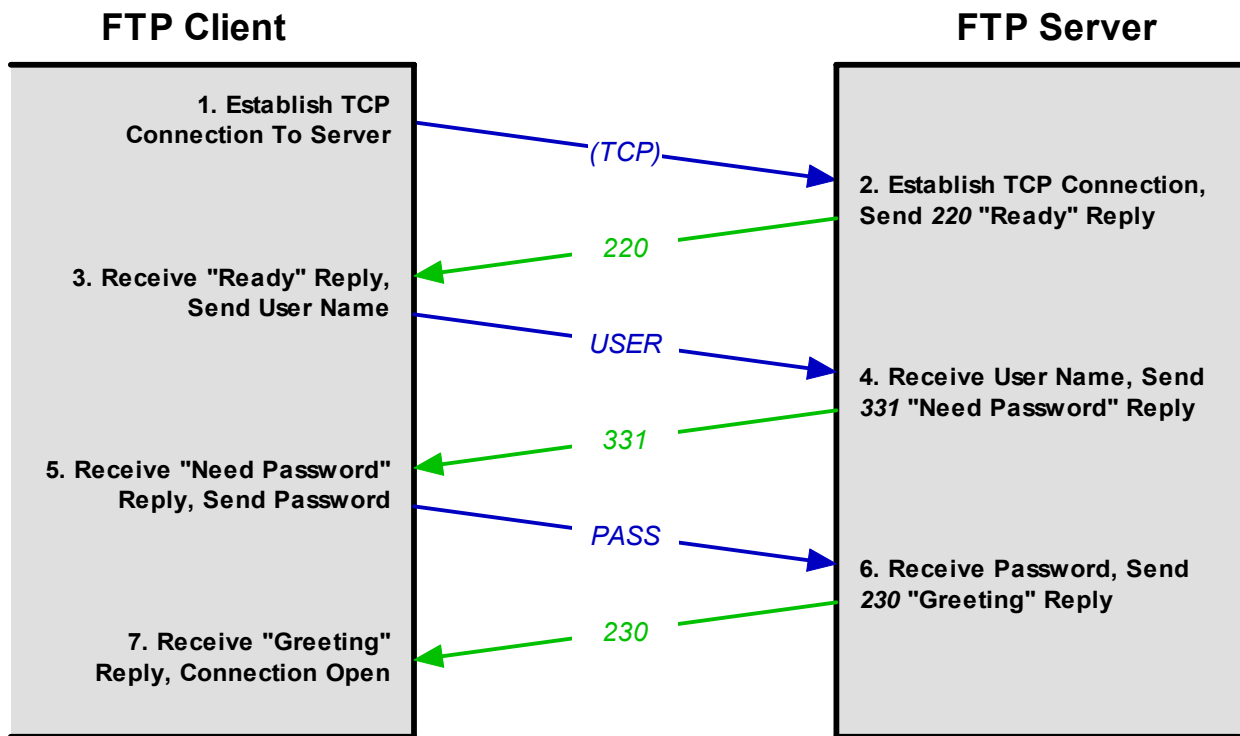 FTP Client
FTP Server
1. Establish TCP
Connection To Server
(TCP)
2. Establish TCP Connection,
Send 220 "Ready" Reply
220
3. Receive "Ready" Reply,
Send User Name
USER
4. Receive User Name, Send
331 "Need Password" Reply
331
5. Receive "Need Password"
Reply, Send Password
PASS
6. Receive Password, Send
230 "Greeting" Reply
230
7. Receive "Greeting"
Reply, Connection Open